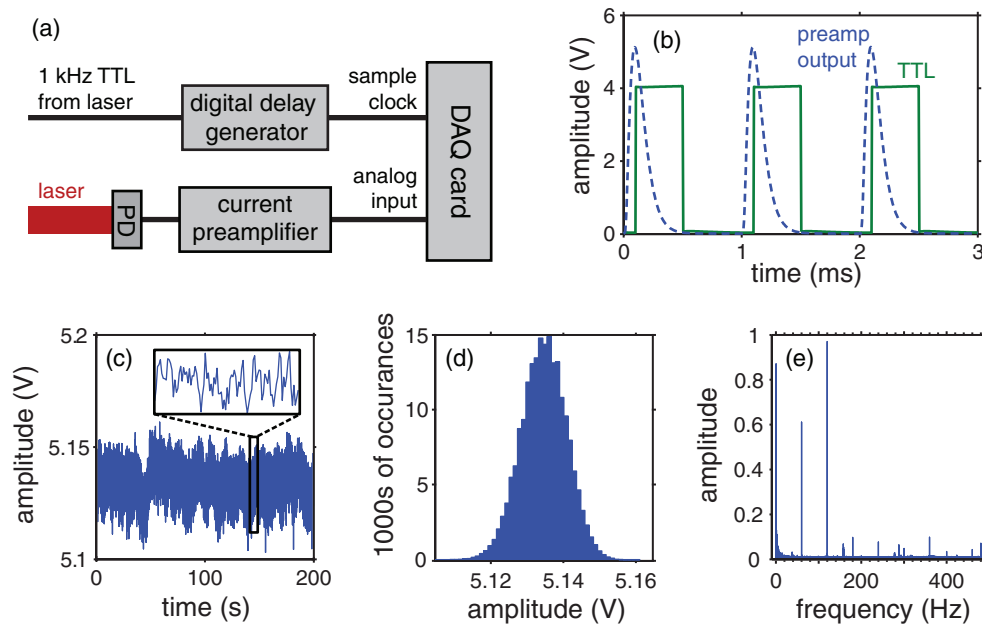 (a)
1 kHz TTL
from laser
digital delay
generator
sample
clock
DAQ card
laser
PD
current
preamplifier
analog
input
(b)
preamp
output
TTL
amplitude (V)
6
4
2
0
0
1
2
3
time (ms)
(c)
amplitude (V)
5.2
5.15
5.1
0
100
200
time (s)
(d)
1000s of occurances
15
10
5
0
5.12
5.14
5.16
amplitude (V)
(e)
amplitude
1
0.8
0.6
0.4
0.2
0
0
200
400
frequency (Hz)